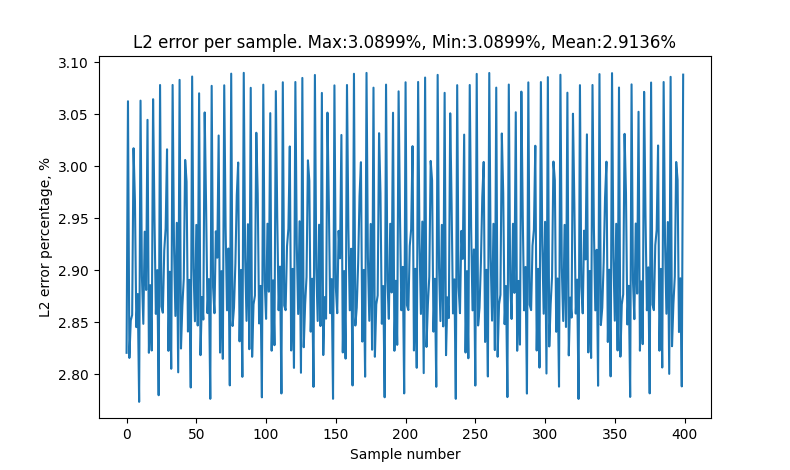 L2 error per sample. Max:3.0899%, Min:3.0899%, Mean:2.9136%
3.10
3.05
3.00
2.95
2.90
2.85
2.80
L2 error percentage, %
0 50 100 150 200 250 300 350 400
Sample number